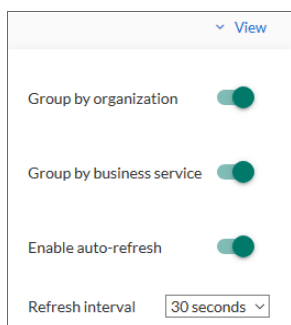 View
Group by organization
Group by business service
Enable auto-refresh
Refresh interval 30 seconds